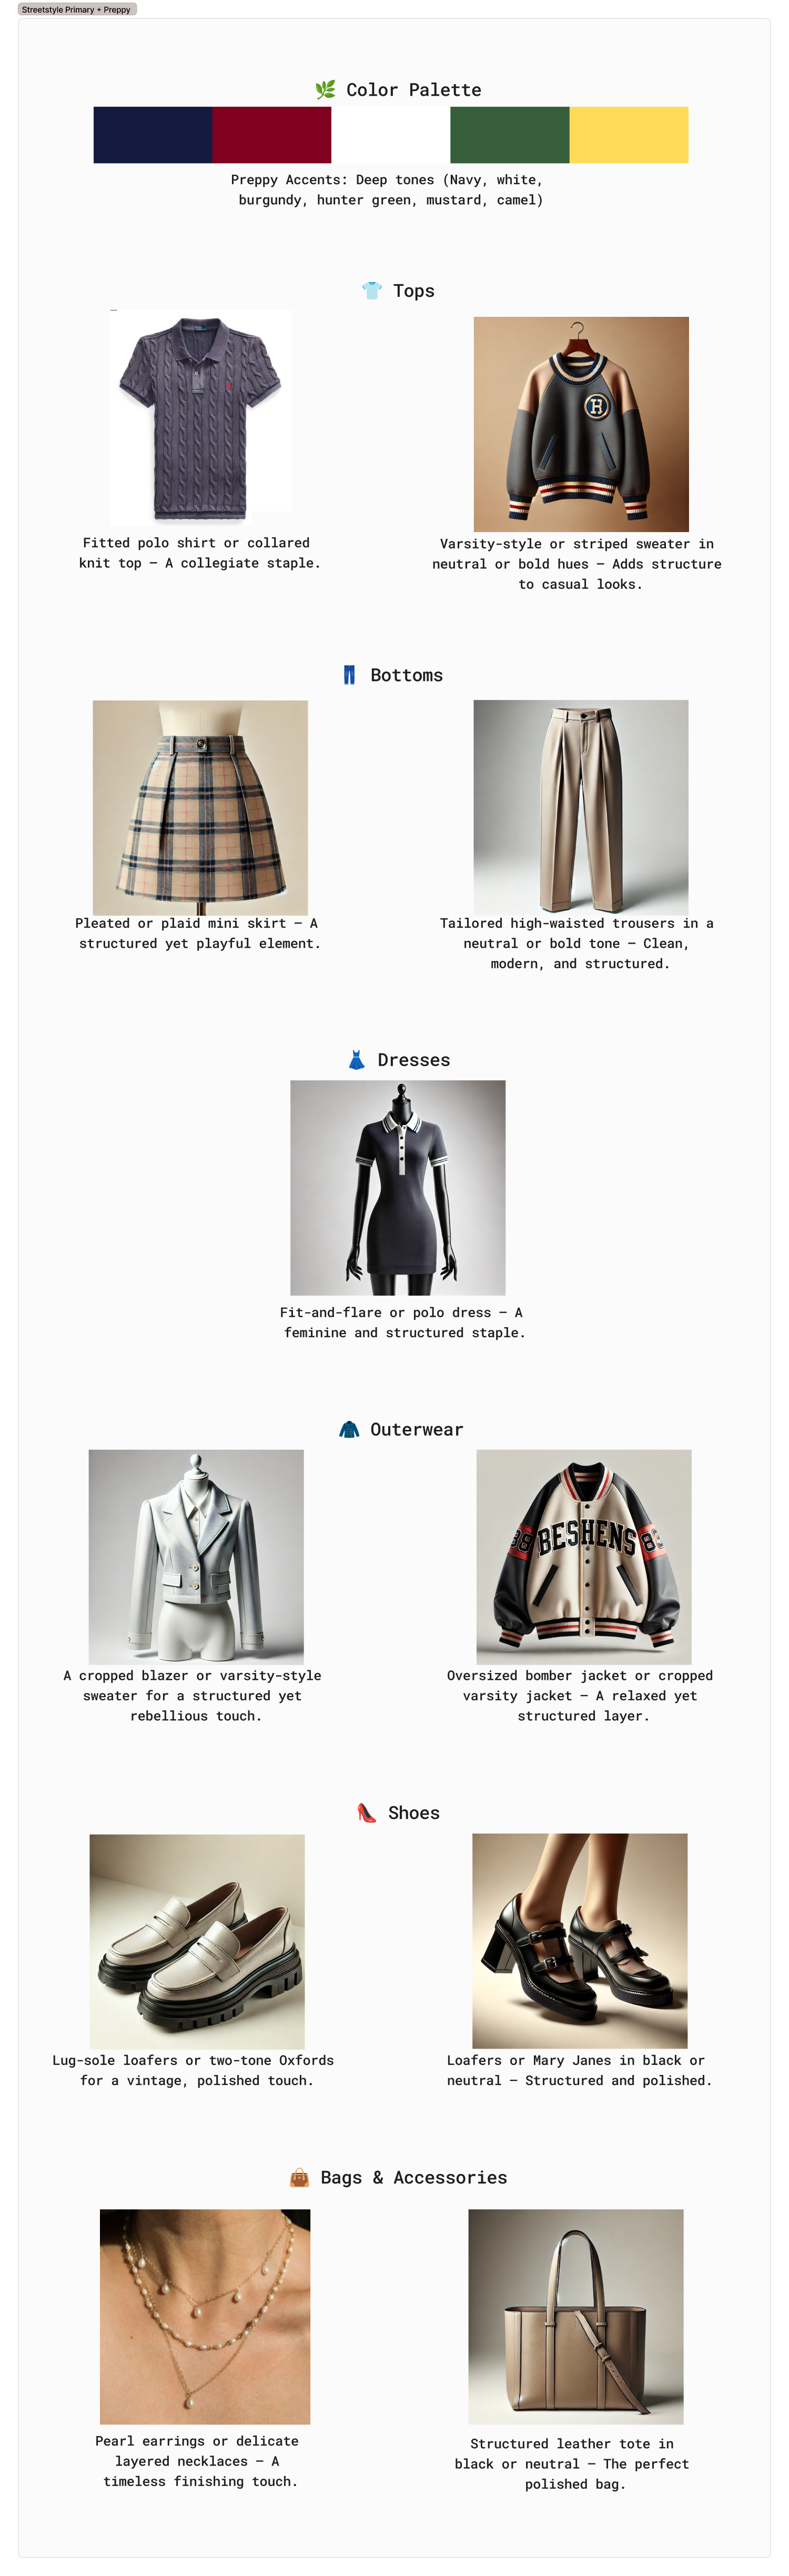 Streetstyle Primary + Preppy
🌿 Color Palette
Preppy Accents: Deep tones (Navy, white,
burgundy, hunter green, mustard, camel)
👕 Tops
R
Fitted polo shirt or collared
knit top – A collegiate staple.
Varsity-style or striped sweater in
neutral or bold hues – Adds structure
to casual looks.
👖 Bottoms
Pleated or plaid mini skirt – A
structured yet playful element.
Tailored high-waisted trousers in a
neutral or bold tone – Clean,
modern, and structured.
👗 Dresses
Fit-and-flare or polo dress – A
feminine and structured staple.
🧥 Outerwear
BESHENS
A cropped blazer or varsity-style
sweater for a structured yet
rebellious touch.
Oversized bomber jacket or cropped
varsity jacket – A relaxed yet
structured layer.
👠 Shoes
Lug-sole loafers or two-tone Oxfords
for a vintage, polished touch.
Loafers or Mary Janes in black or
neutral – Structured and polished.
👜 Bags & Accessories
Pearl earrings or delicate
layered necklaces – A
timeless finishing touch.
Structured leather tote in
black or neutral – The perfect
polished bag.